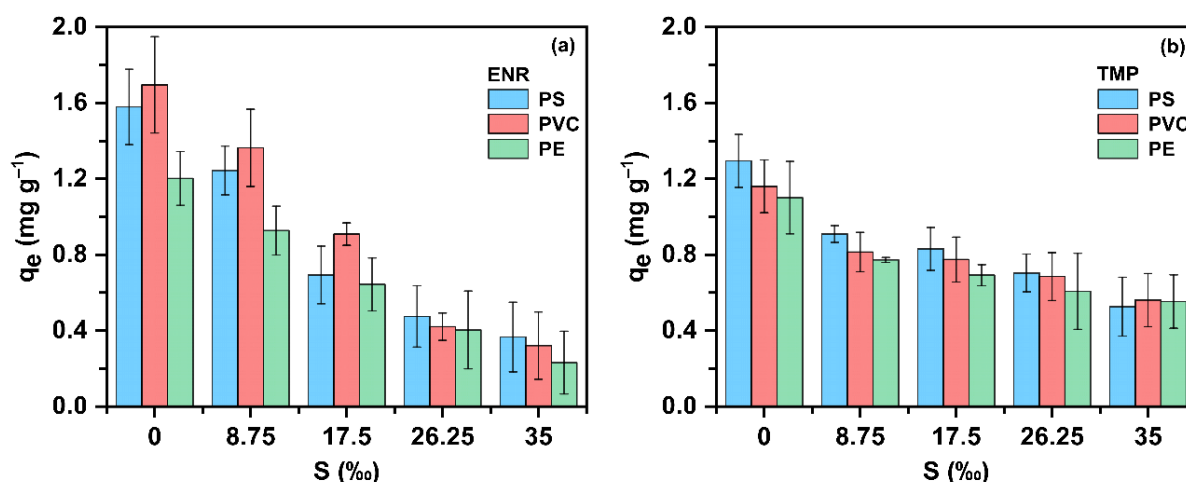 (a)
ENR
PS
PVC
PE
2.0
1.6
1.2
0.8
0.4
0.0
qe (mg g⁻¹)
0 8.75 17.5 26.25 35
S (‰)
(b)
TMP
PS
PVC
PE
2.0
1.6
1.2
0.8
0.4
0.0
qe (mg g⁻¹)
0 8.75 17.5 26.25 35
S (‰)